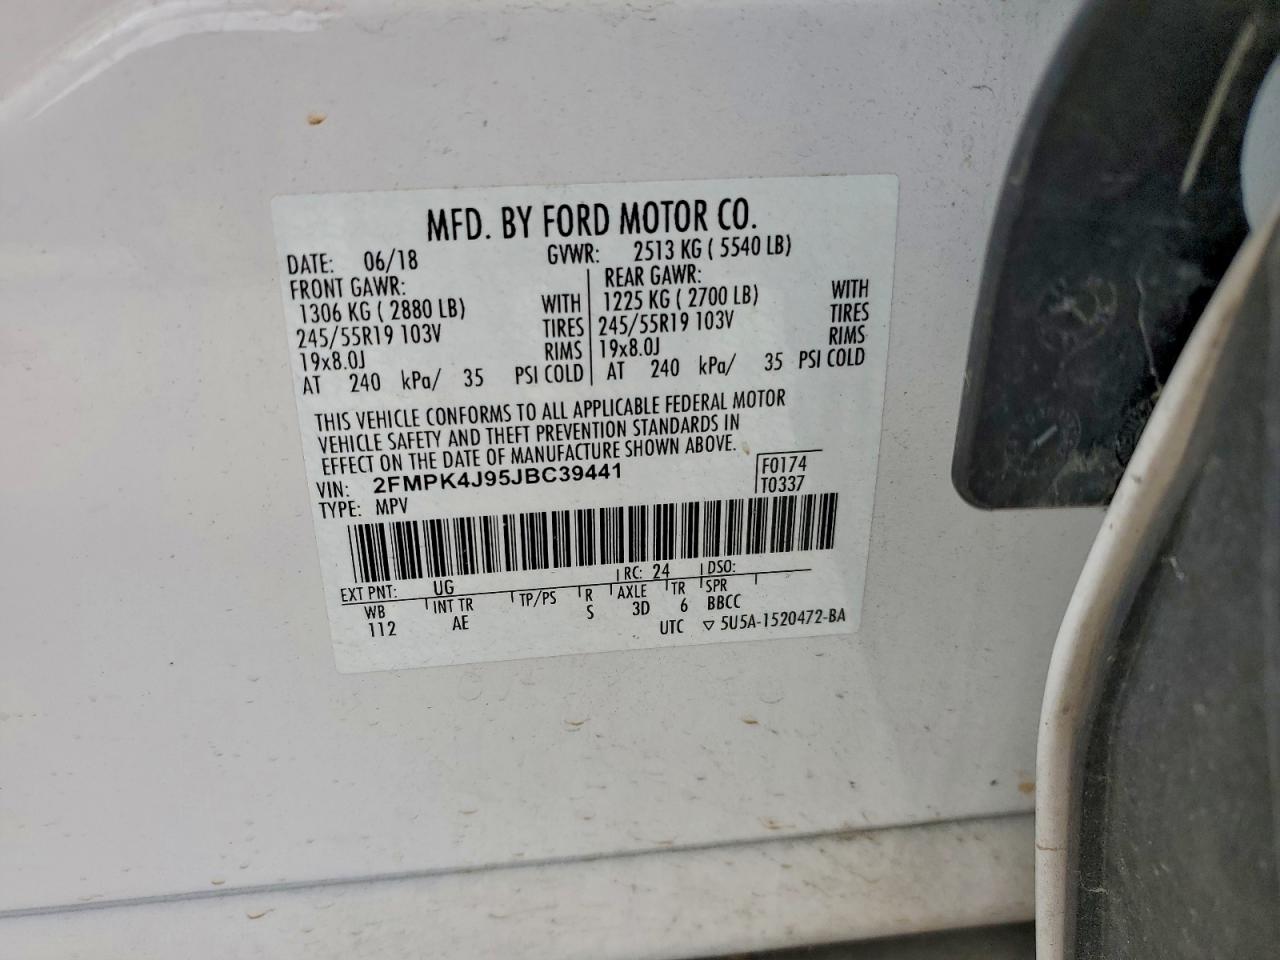 MFD. BY FORD MOTOR CO.
DATE: 06/18 GVWR: 2513 KG ( 5540 LB)
FRONT GAWR: REAR GAWR:
1306 KG ( 2880 LB) WITH 1225 KG ( 2700 LB) WITH
245/55R19 103V TIRES 245/55R19 103V TIRES
19x8.0J RIMS 19x8.0J RIMS
AT 240 kPa/ 35 PSI COLD AT 240 kPa/ 35 PSI COLD
THIS VEHICLE CONFORMS TO ALL APPLICABLE FEDERAL MOTOR
VEHICLE SAFETY AND THEFT PREVENTION STANDARDS IN
EFFECT ON THE DATE OF MANUFACTURE SHOWN ABOVE.
VIN: 2FMPK4J95JBC39441 F0174
TYPE: MPV T0337
EXT PNT: UG RC: 24 DSO:
WB INT TR TP/PS R AXLE TR SPR
112 AE S 3D 6 BBCC
UTC ▽ 5U5A-1520472-BA